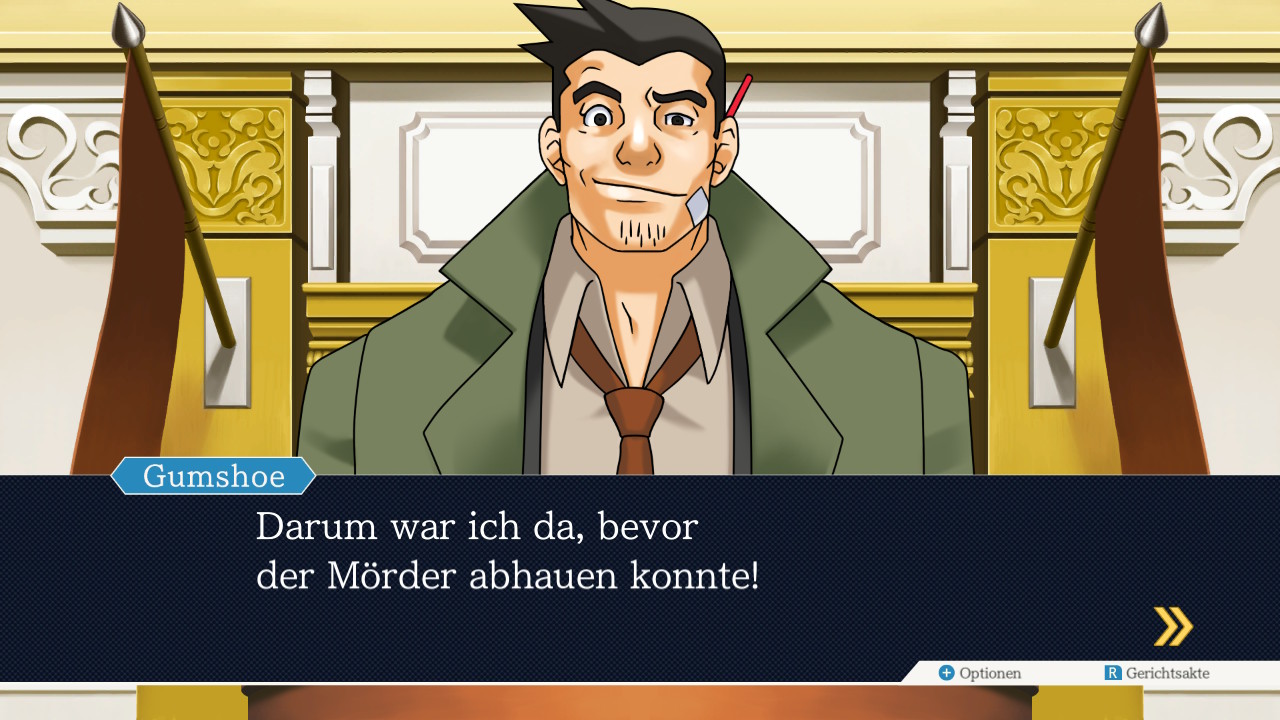 Gumshoe
Darum war ich da, bevor
der Mörder abhauen konnte!
+ Optionen
R Gerichtsakte